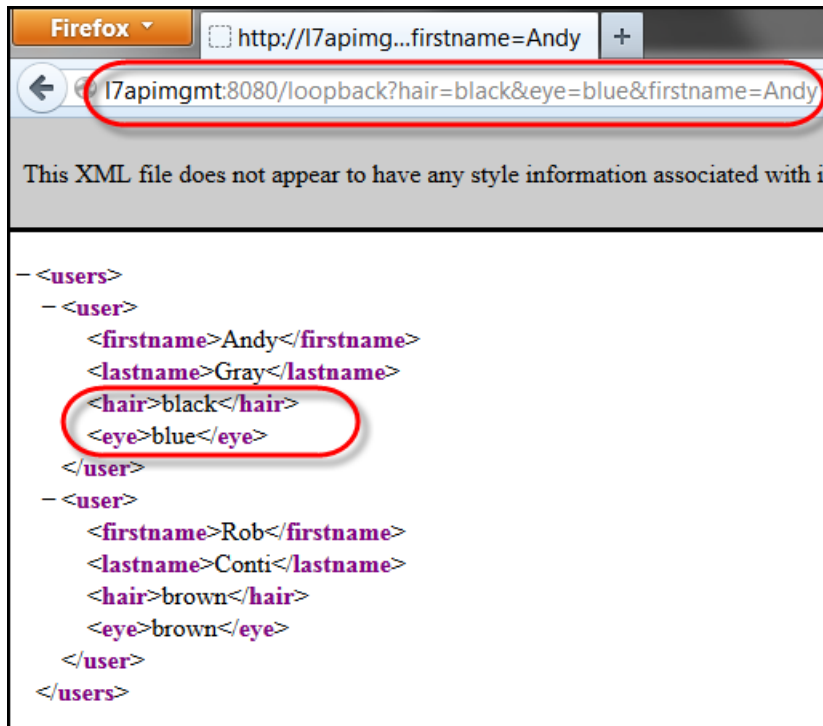 Firefox
http://l7apimg...firstname=Andy
+
l7apimgmt:8080/loopback?hair=black&eye=blue&firstname=Andy
This XML file does not appear to have any style information associated with i
− <users>
− <user>
<firstname>Andy</firstname>
<lastname>Gray</lastname>
<hair>black</hair>
<eye>blue</eye>
</user>
− <user>
<firstname>Rob</firstname>
<lastname>Conti</lastname>
<hair>brown</hair>
<eye>brown</eye>
</user>
</users>